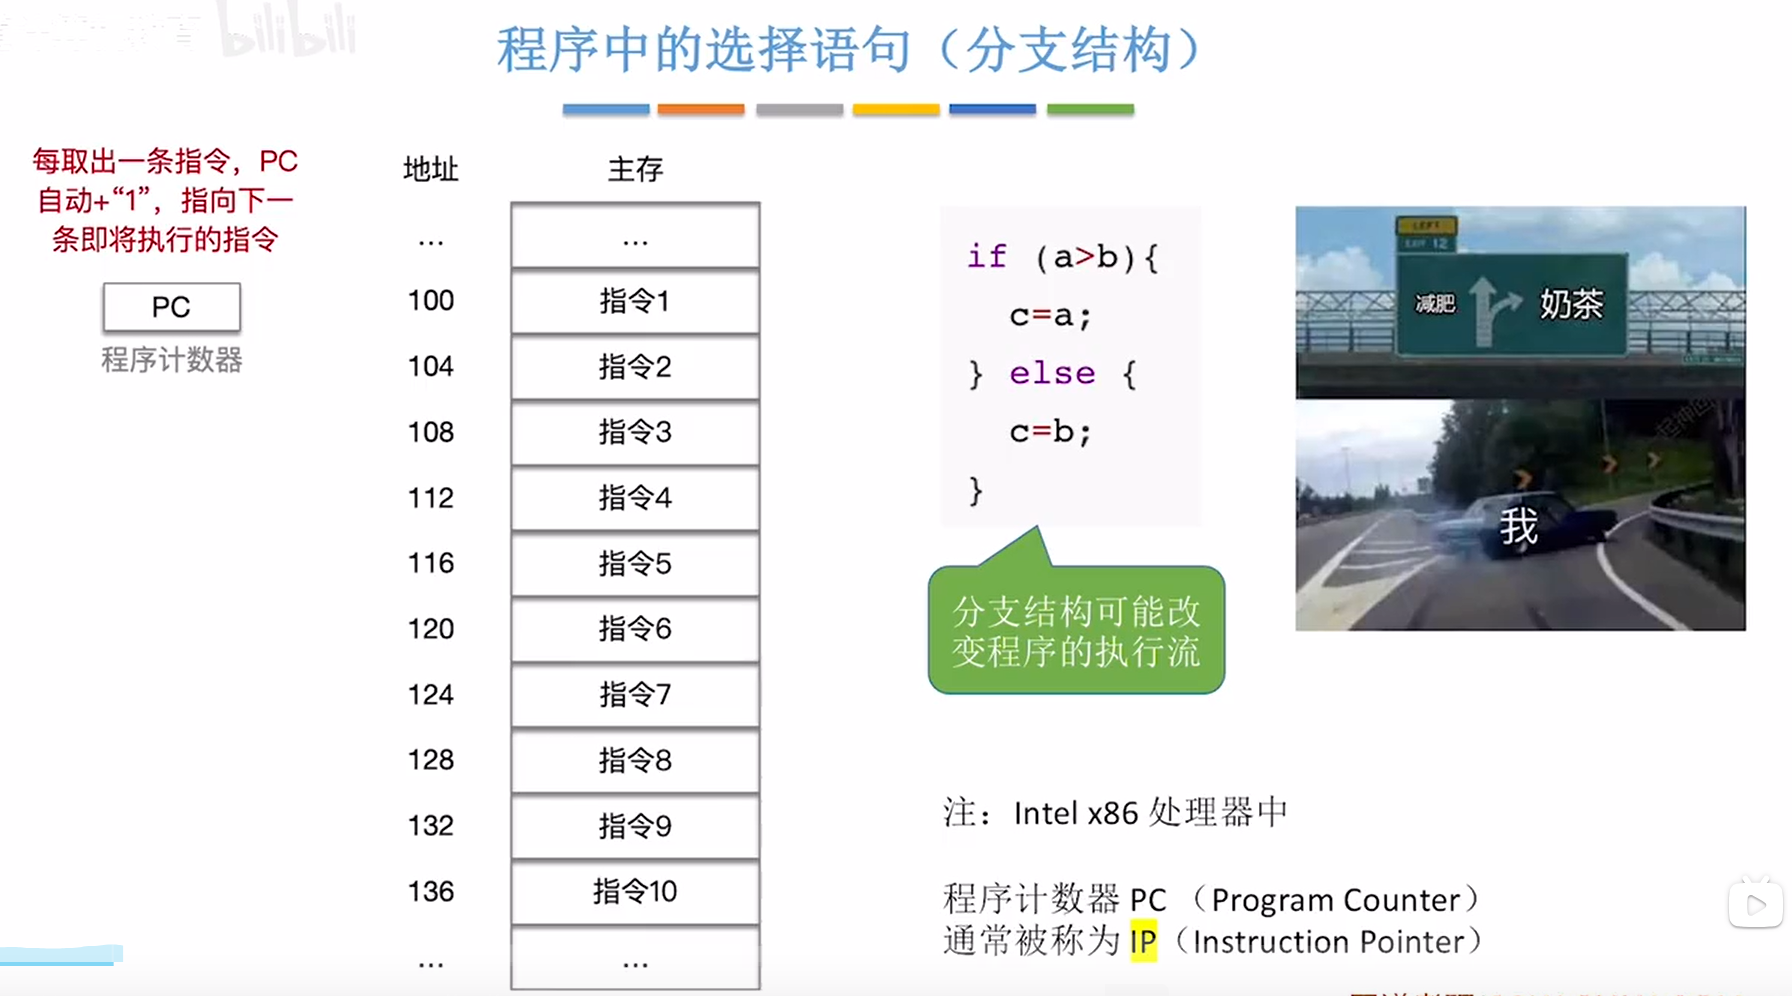 bilibili
程序中的选择语句（分支结构）
每取出一条指令，PC
自动+“1”，指向下一
条即将执行的指令
PC
程序计数器
地址 主存
... ...
100 指令1
104 指令2
108 指令3
112 指令4
116 指令5
120 指令6
124 指令7
128 指令8
132 指令9
136 指令10
... ...
if (a>b){
c=a;
} else {
c=b;
}
分支结构可能改
变程序的执行流
LEFT
EXIT 12
减肥 奶茶
我
注：Intel x86 处理器中
程序计数器 PC （Program Counter）
通常被称为 IP（Instruction Pointer）